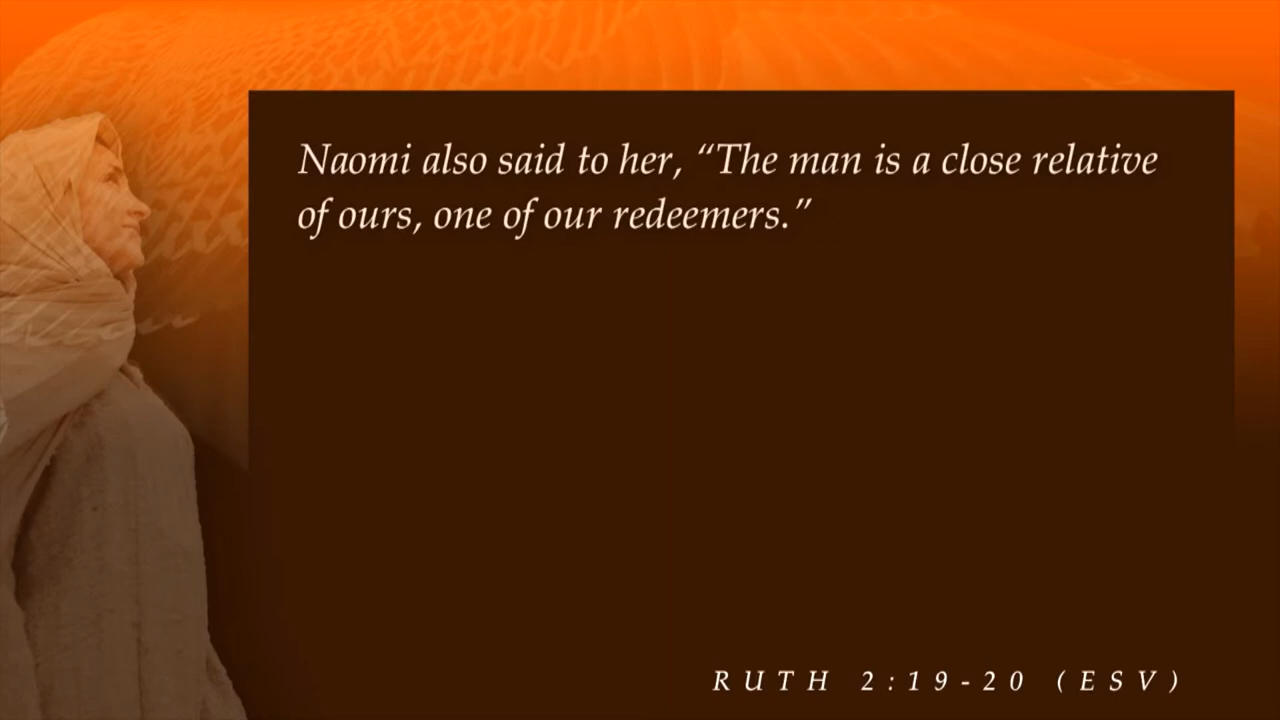 Naomi also said to her, “The man is a close relative
of ours, one of our redeemers.”
RUTH 2:19-20 (ESV)